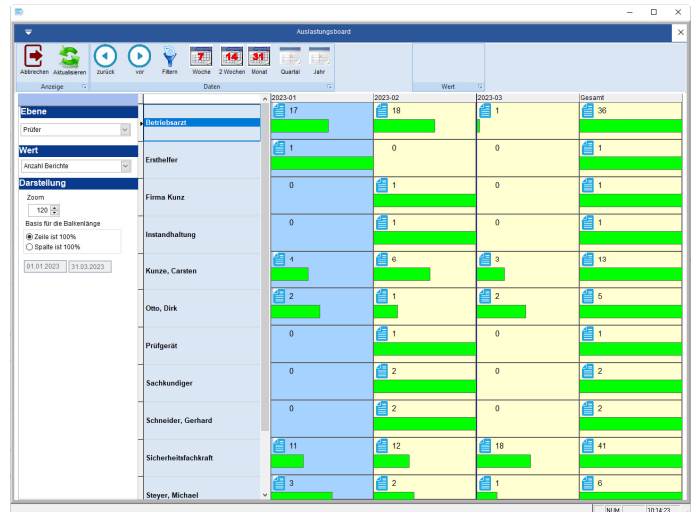 Auslastungsboard
7 14 31
Abbrechen Aktualisieren zurück vor Filtern Woche 2 Wochen Monat Quartal Jahr
Anzeige Daten Wert
Ebene
Prüfer
Wert
Anzahl Berichte
Darstellung
Zoom
120
Basis für die Balkenlänge
Zeile ist 100%
Spalte ist 100%
01.01.2023 31.03.2023
2023-01 2023-02 2023-03 Gesamt
Betriebsarzt 17 18 1 36
Ersthelfer 1 0 0 1
Firma Kunz 0 1 0 1
Instandhaltung 0 1 0 1
Kunze, Carsten 4 6 3 13
Otto, Dirk 2 1 2 5
Prüfgerät 0 1 0 1
Sachkundiger 0 2 0 2
Schneider, Gerhard 0 2 0 2
Sicherheitsfachkraft 11 12 18 41
Steyer, Michael 3 2 1 6
NUM 10:14:23